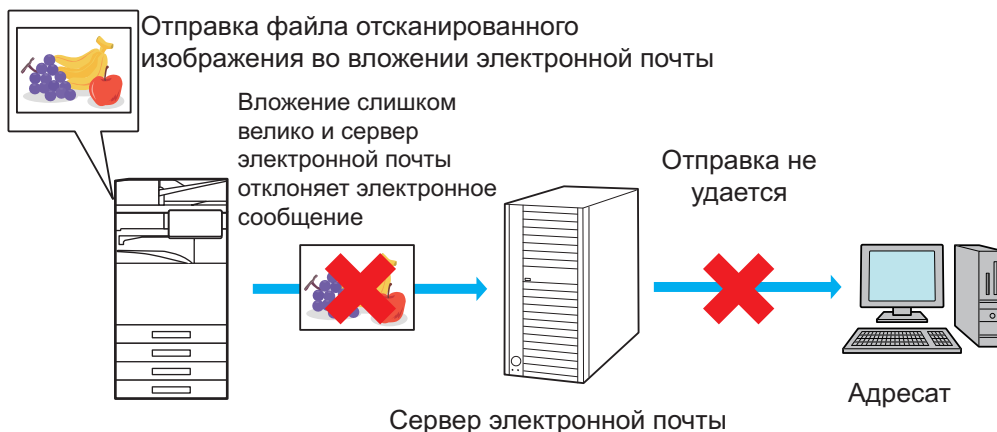 Отправка файла отсканированного
изображения во вложении электронной почты
Вложение слишком
велико и сервер
электронной почты
отклоняет электронное
сообщение
Отправка не
удается
Адресат
Сервер электронной почты